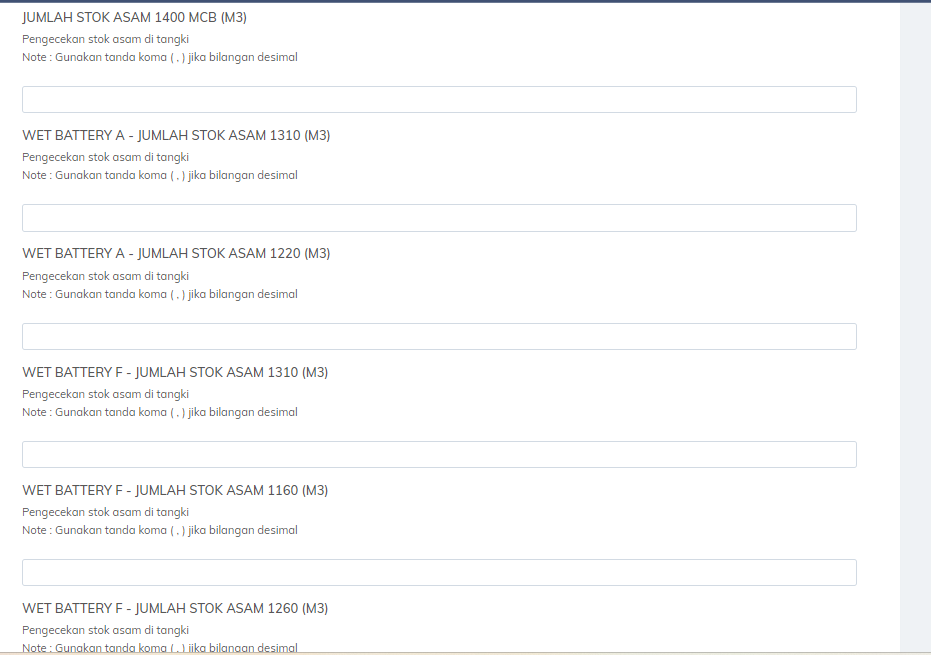 JUMLAH STOK ASAM 1400 MCB (M3)
Pengecekan stok asam di tangki
Note : Gunakan tanda koma ( , ) jika bilangan desimal
WET BATTERY A - JUMLAH STOK ASAM 1310 (M3)
Pengecekan stok asam di tangki
Note : Gunakan tanda koma ( , ) jika bilangan desimal
WET BATTERY A - JUMLAH STOK ASAM 1220 (M3)
Pengecekan stok asam di tangki
Note : Gunakan tanda koma ( , ) jika bilangan desimal
WET BATTERY F - JUMLAH STOK ASAM 1310 (M3)
Pengecekan stok asam di tangki
Note : Gunakan tanda koma ( , ) jika bilangan desimal
WET BATTERY F - JUMLAH STOK ASAM 1160 (M3)
Pengecekan stok asam di tangki
Note : Gunakan tanda koma ( , ) jika bilangan desimal
WET BATTERY F - JUMLAH STOK ASAM 1260 (M3)
Pengecekan stok asam di tangki
Note : Gunakan tanda koma ( , ) jika bilangan desimal